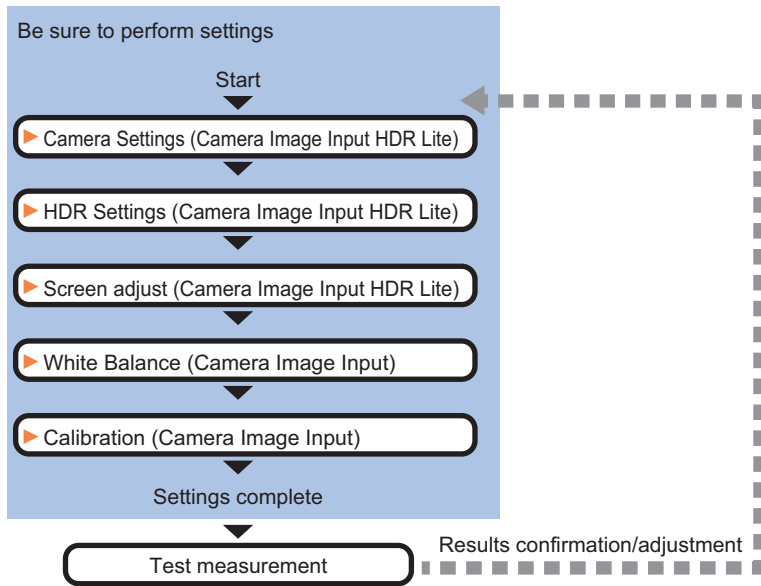 Be sure to perform settings
Start
Camera Settings (Camera Image Input HDR Lite)
HDR Settings (Camera Image Input HDR Lite)
Screen adjust (Camera Image Input HDR Lite)
White Balance (Camera Image Input)
Calibration (Camera Image Input)
Settings complete
Test measurement
Results confirmation/adjustment